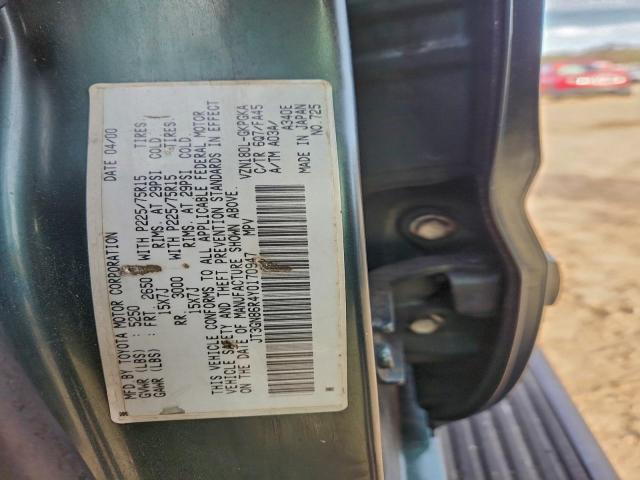 MFD BY TOYOTA MOTOR CORPORATION DATE 04/00
GVWR (LBS) : 5250
GAWR (LBS) : FRT. 2650 WITH P225/75R15 TIRES
15X7J RIMS. AT 29PSI COLD
RR. 3000 WITH P225/75R15 TIRES
15X7J RIMS. AT 29PSI COLD
THIS VEHICLE CONFORMS TO ALL APPLICABLE FEDERAL MOTOR
VEHICLE SAFETY AND THEFT PREVENTION STANDARDS IN EFFECT
ON THE DATE OF MANUFACTURE SHOWN ABOVE.
JT3GN86R4Y0170947 MPV
VZN180L-GKPGKA
C/TR 6Q7/FA45
A/TM A03A/ A340E
MADE IN JAPAN
NO.725